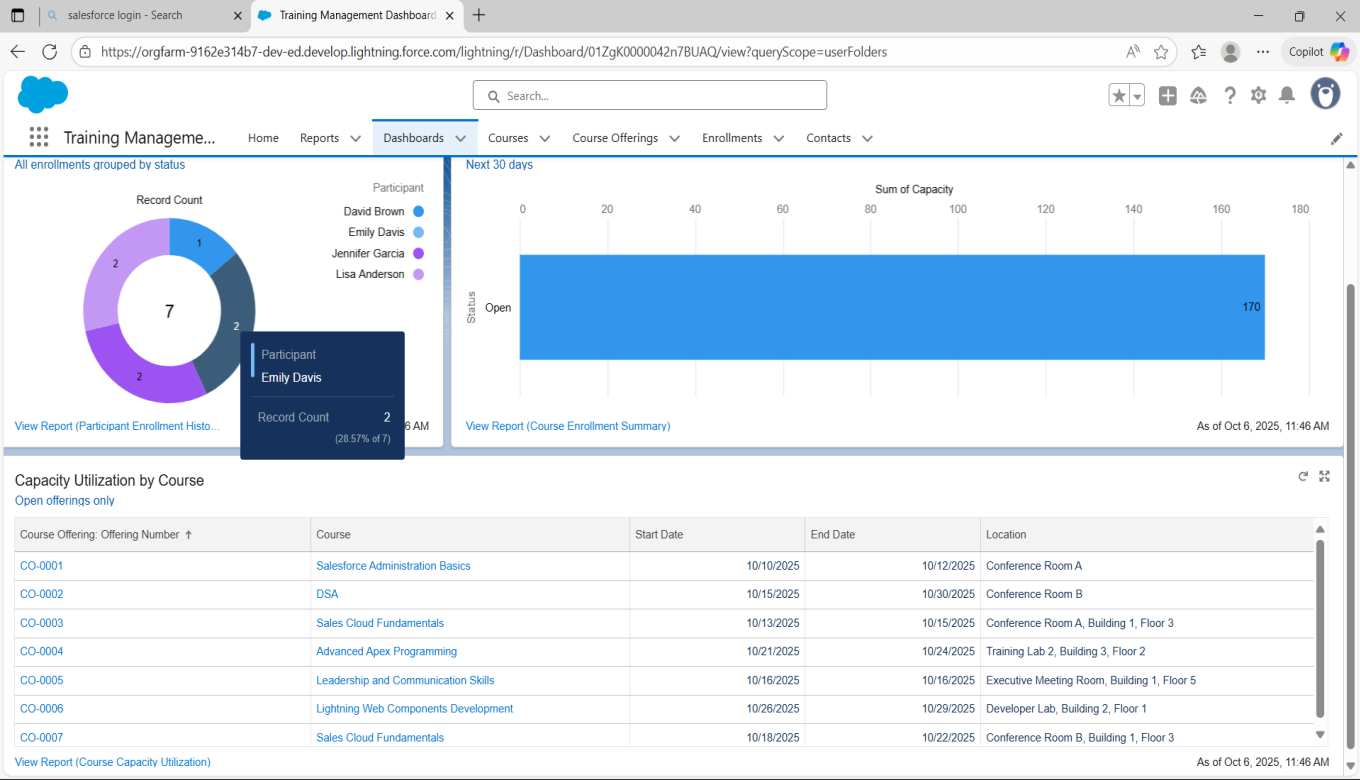 salesforce login - Search
Training Management Dashboard
https://orgfarm-9162e314b7-dev-ed.develop.lightning.force.com/lightning/r/Dashboard/01ZgK0000042n7BUAQ/view?queryScope=userFolders
Copilot
Search...
Training Manageme...
Home
Reports
Dashboards
Courses
Course Offerings
Enrollments
Contacts
All enrollments grouped by status
Record Count
Participant
David Brown
Emily Davis
Jennifer Garcia
Lisa Anderson
1
2
2
2
7
Participant
Emily Davis
Record Count 2
(28.57% of 7)
View Report (Participant Enrollment Histo...
6 AM
Next 30 days
Sum of Capacity
0 20 40 60 80 100 120 140 160 180
Status
Open
170
View Report (Course Enrollment Summary)
As of Oct 6, 2025, 11:46 AM
Capacity Utilization by Course
Open offerings only
Course Offering: Offering Number ↑ Course Start Date End Date Location
CO-0001 Salesforce Administration Basics 10/10/2025 10/12/2025 Conference Room A
CO-0002 DSA 10/15/2025 10/30/2025 Conference Room B
CO-0003 Sales Cloud Fundamentals 10/13/2025 10/15/2025 Conference Room A, Building 1, Floor 3
CO-0004 Advanced Apex Programming 10/21/2025 10/24/2025 Training Lab 2, Building 3, Floor 2
CO-0005 Leadership and Communication Skills 10/16/2025 10/16/2025 Executive Meeting Room, Building 1, Floor 5
CO-0006 Lightning Web Components Development 10/26/2025 10/29/2025 Developer Lab, Building 2, Floor 1
CO-0007 Sales Cloud Fundamentals 10/18/2025 10/22/2025 Conference Room B, Building 1, Floor 3
View Report (Course Capacity Utilization)
As of Oct 6, 2025, 11:46 AM